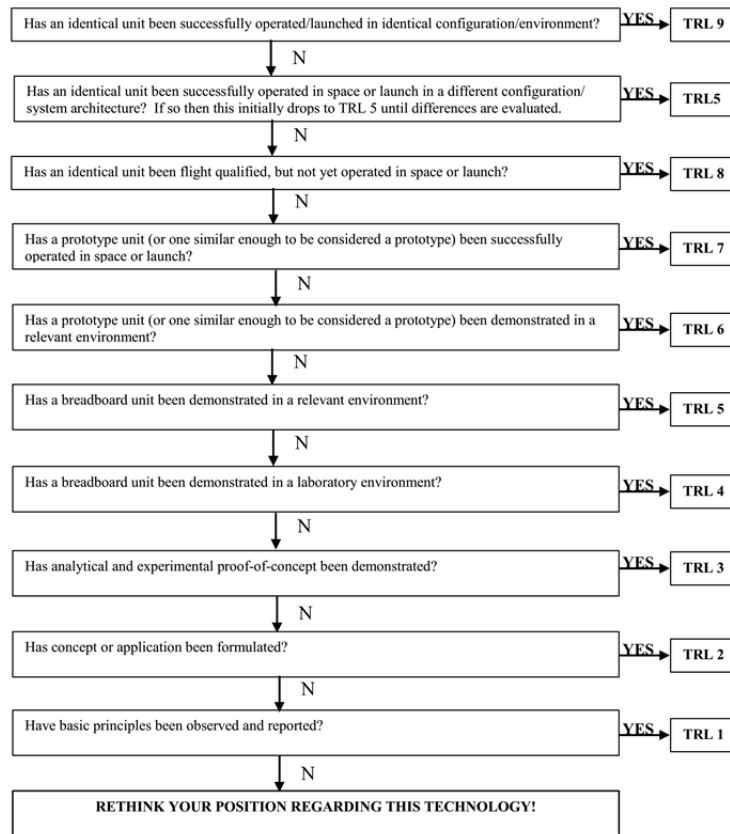 Has an identical unit been successfully operated/launched in identical configuration/environment?
YES
TRL 9
N
Has an identical unit been successfully operated in space or launch in a different configuration/
system architecture?  If so then this initially drops to TRL 5 until differences are evaluated.
YES
TRL5
N
Has an identical unit been flight qualified, but not yet operated in space or launch?
YES
TRL 8
N
Has a prototype unit (or one similar enough to be considered a prototype) been successfully
operated in space or launch?
YES
TRL 7
N
Has a prototype unit (or one similar enough to be considered a prototype) been demonstrated in a
relevant environment?
YES
TRL 6
N
Has a breadboard unit been demonstrated in a relevant environment?
YES
TRL 5
N
Has a breadboard unit been demonstrated in a laboratory environment?
YES
TRL 4
N
Has analytical and experimental proof-of-concept been demonstrated?
YES
TRL 3
N
Has concept or application been formulated?
YES
TRL 2
N
Have basic principles been observed and reported?
YES
TRL 1
N
RETHINK YOUR POSITION REGARDING THIS TECHNOLOGY!